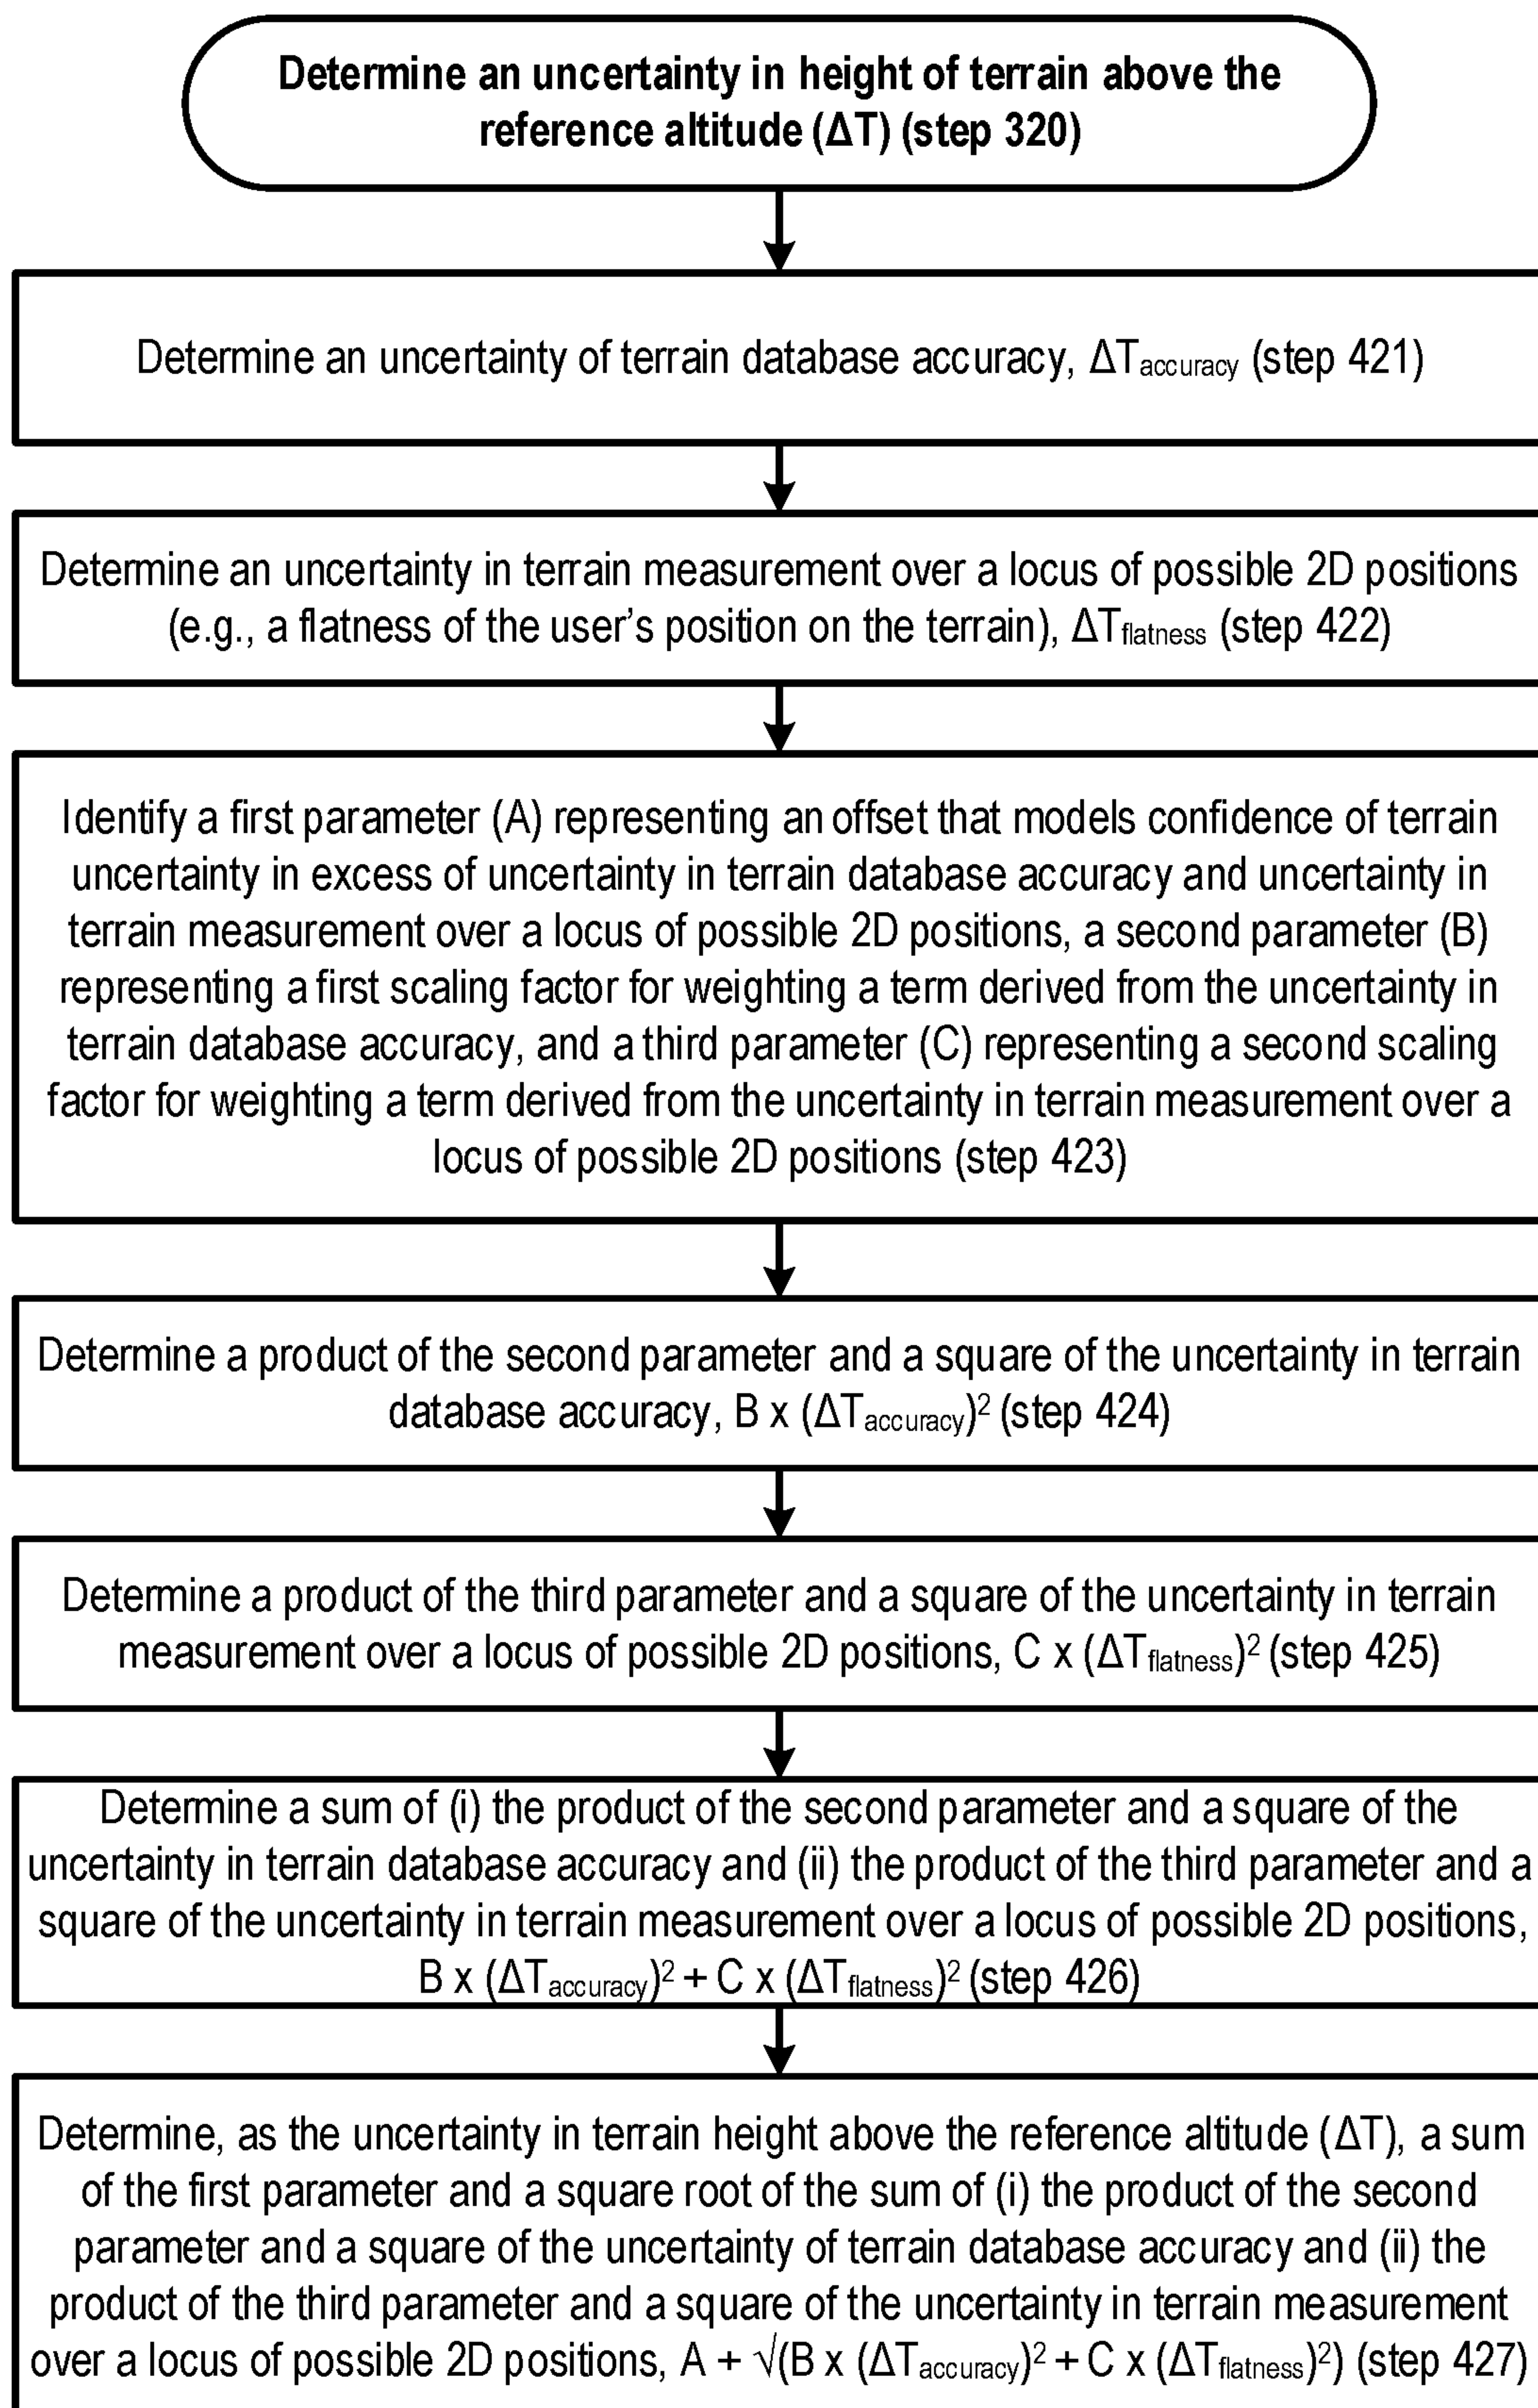 Determine an uncertainty in height of terrain above the
reference altitude (ΔT) (step 320)
Determine an uncertainty of terrain database accuracy, ΔTaccuracy (step 421)
Determine an uncertainty in terrain measurement over a locus of possible 2D positions
(e.g., a flatness of the user's position on the terrain), ΔTflatness (step 422)
Identify a first parameter (A) representing an offset that models confidence of terrain
uncertainty in excess of uncertainty in terrain database accuracy and uncertainty in
terrain measurement over a locus of possible 2D positions, a second parameter (B)
representing a first scaling factor for weighting a term derived from the uncertainty in
terrain database accuracy, and a third parameter (C) representing a second scaling
factor for weighting a term derived from the uncertainty in terrain measurement over a
locus of possible 2D positions (step 423)
Determine a product of the second parameter and a square of the uncertainty in terrain
database accuracy, B x (ΔTaccuracy)² (step 424)
Determine a product of the third parameter and a square of the uncertainty in terrain
measurement over a locus of possible 2D positions, C x (ΔTflatness)² (step 425)
Determine a sum of (i) the product of the second parameter and a square of the
uncertainty in terrain database accuracy and (ii) the product of the third parameter and a
square of the uncertainty in terrain measurement over a locus of possible 2D positions,
B x (ΔTaccuracy)² + C x (ΔTflatness)² (step 426)
Determine, as the uncertainty in terrain height above the reference altitude (ΔT), a sum
of the first parameter and a square root of the sum of (i) the product of the second
parameter and a square of the uncertainty of terrain database accuracy and (ii) the
product of the third parameter and a square of the uncertainty in terrain measurement
over a locus of possible 2D positions, A + √(B x (ΔTaccuracy)² + C x (ΔTflatness)²) (step 427)